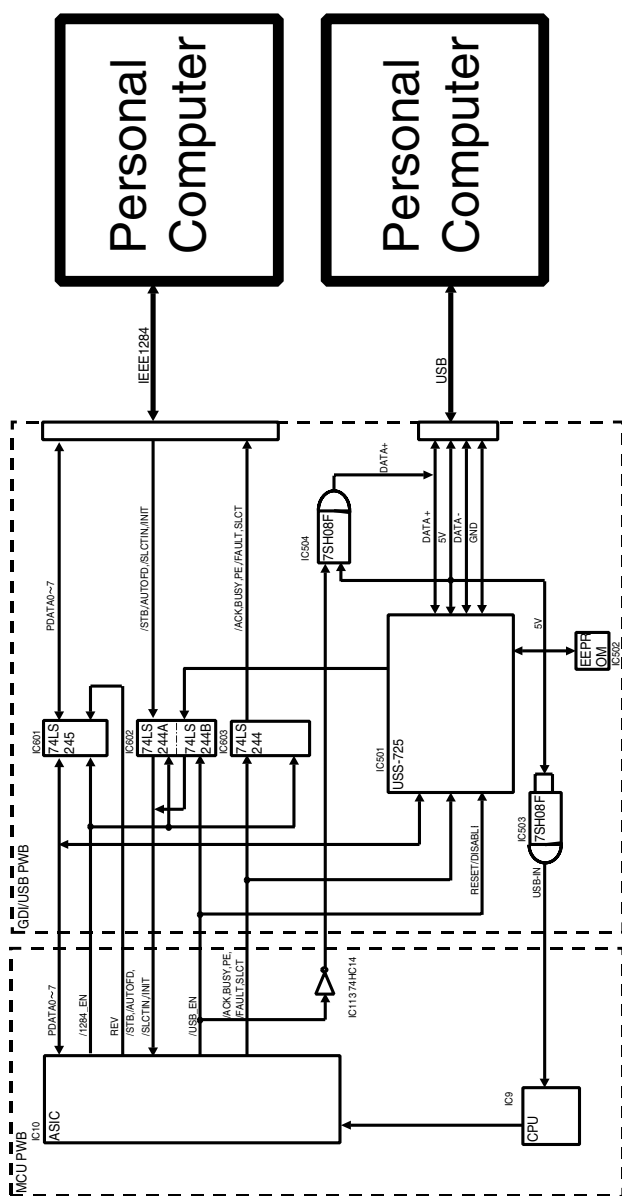 MCU PWB
IC10
ASIC
PDATA0~7
/1284_EN
REV
/STB,/AUTOFD,
/SLCTIN,/INIT
/USB_EN
/ACK,BUSY,PE,
/FAULT,SLCT
IC113 74HC14
IC9
CPU
GDI/USB PWB
IC601
74LS
245
IC602
74LS
244A
74LS
244B
IC603
74LS
244
PDATA0~7
/STB,/AUTOFD,/SLCTIN,/INIT
/ACK,BUSY,PE,/FAULT,SLCT
IC504
7SH08F
DATA+
IC501
USS-725
RESET/DISABLI
DATA+
5V
DATA-
GND
5V
EEPR
OM
IC502
IC503
7SH08F
USB-IN
IEEE1284
USB
Personal
Computer
Personal
Computer